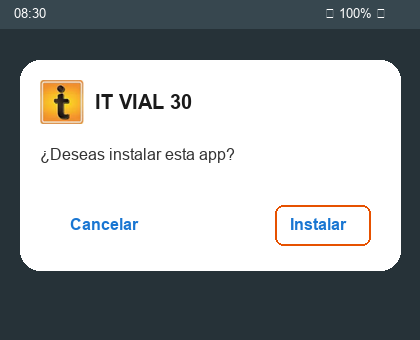 08:30
100%
IT VIAL 30
¿Deseas instalar esta app?
Cancelar
Instalar